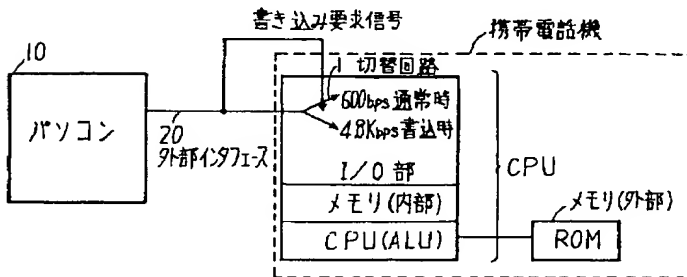 書き込み要求信号
携帯電話機
10
1 切替回路
パソコン
600bps 通常時
4.8Kbps 書込時
20
外部インタフェース
I/O 部
CPU
メモリ(内部)
メモリ(外部)
CPU(ALU)
ROM